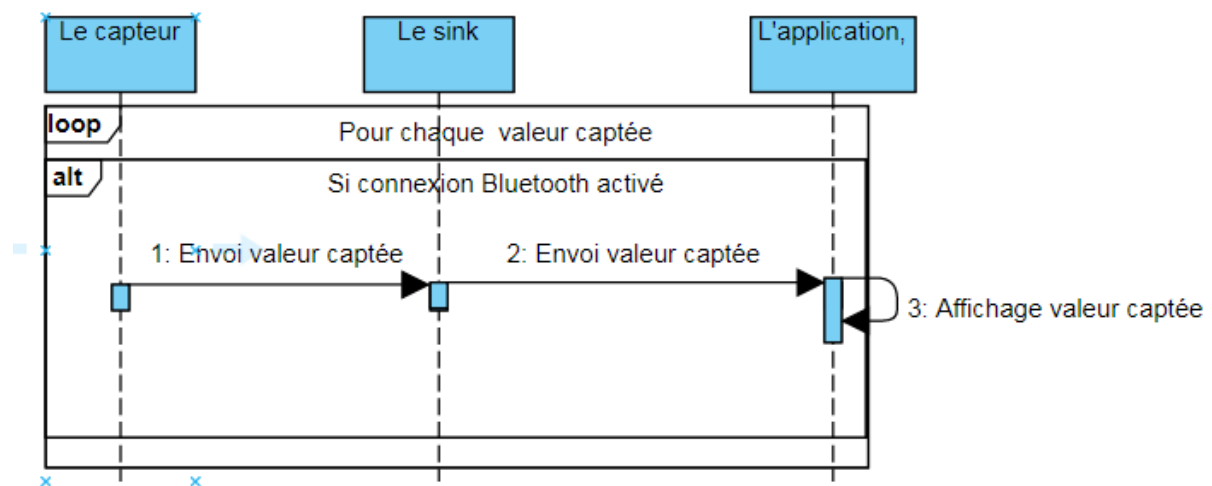 Le capteur
Le sink
L'application,
loop
Pour chaque valeur captée
alt
Si connexion Bluetooth activé
1: Envoi valeur captée
2: Envoi valeur captée
3: Affichage valeur captée